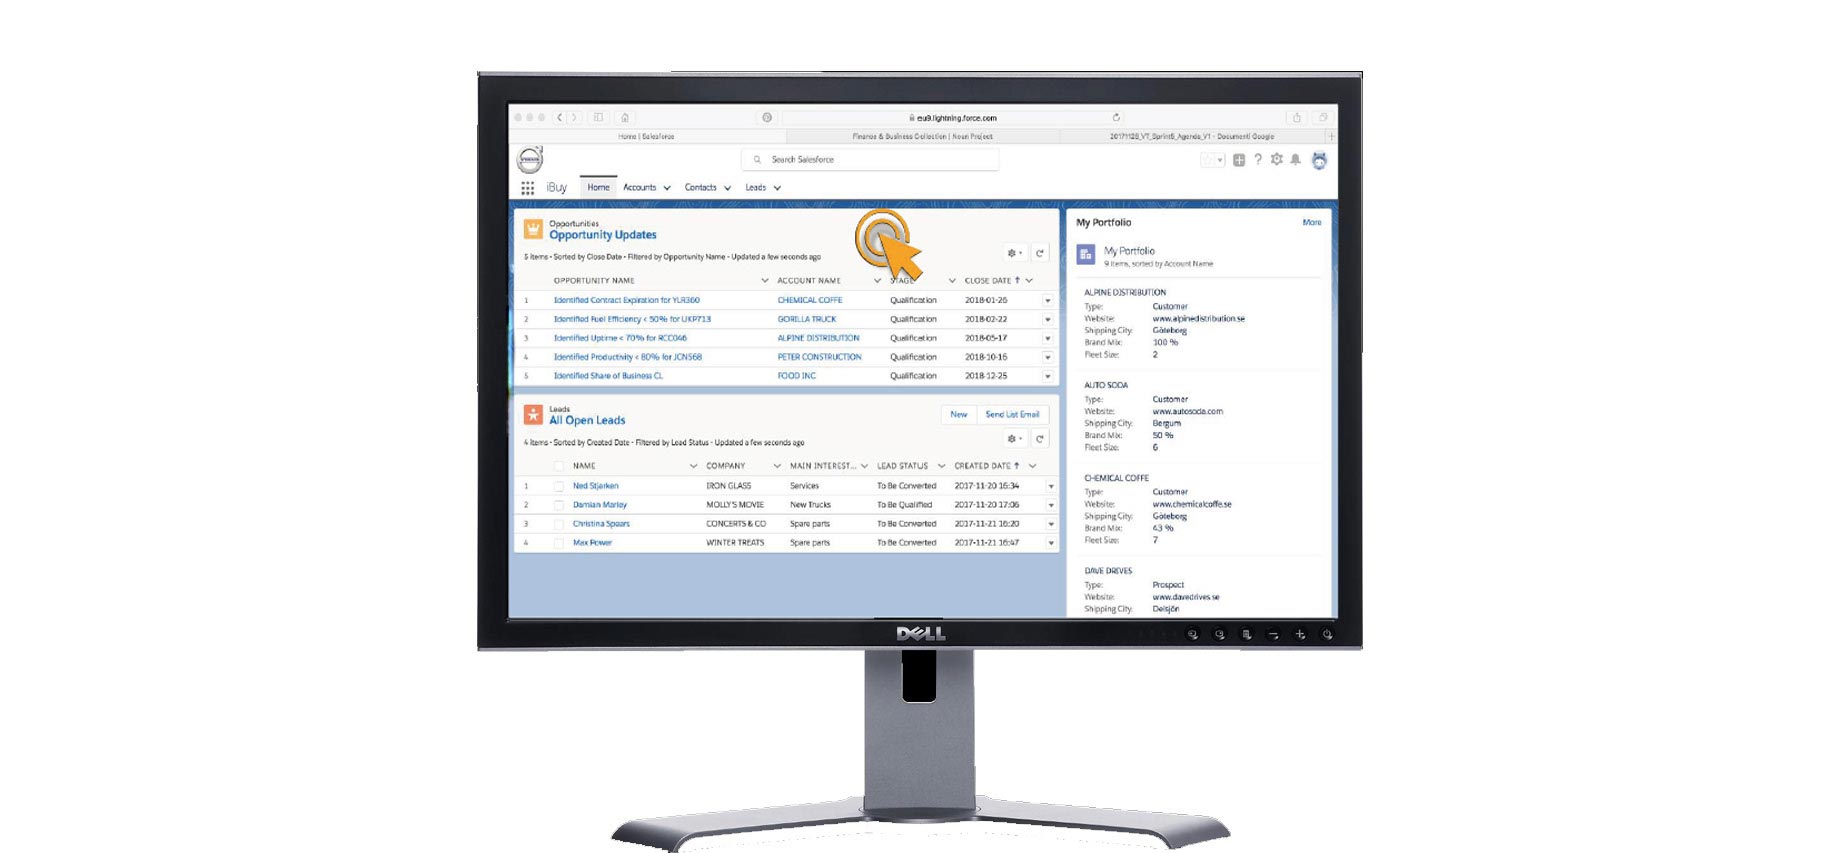 eu9.lightning.force.com
Home | Salesforce
Finance & Business Collection | Noun Project
20171128_VT_Sprint5_Agenda_V1 - Documenti Google
Search Salesforce
iBuy Home Accounts Contacts Leads
Opportunities
Opportunity Updates
5 items • Sorted by Close Date • Filtered by Opportunity Name • Updated a few seconds ago
OPPORTUNITY NAME ACCOUNT NAME STAGE CLOSE DATE
1 Identified Contract Expiration for YLR360 CHEMICAL COFFE Qualification 2018-01-26
2 Identified Fuel Efficiency < 50% for UKP713 GORILLA TRUCK Qualification 2018-02-22
3 Identified Uptime < 70% for RCC046 ALPINE DISTRIBUTION Qualification 2018-05-17
4 Identified Productivity < 80% for JCN568 PETER CONSTRUCTION Qualification 2018-10-16
5 Identified Share of Business CL FOOD INC Qualification 2018-12-25
Leads
All Open Leads
New Send List Email
4 items • Sorted by Created Date • Filtered by Lead Status • Updated a few seconds ago
NAME COMPANY MAIN INTEREST... LEAD STATUS CREATED DATE
1 Ned Stjarken IRON GLASS Services To Be Converted 2017-11-20 16:34
2 Damian Marley MOLLY'S MOVIE New Trucks To Be Qualified 2017-11-20 17:06
3 Christina Spears CONCERTS & CO Spare parts To Be Converted 2017-11-21 16:20
4 Max Power WINTER TREATS Spare parts To Be Converted 2017-11-21 16:47
My Portfolio More
My Portfolio
9 items, sorted by Account Name
ALPINE DISTRIBUTION
Type: Customer
Website: www.alpinedistribution.se
Shipping City: Göteborg
Brand Mix: 100 %
Fleet Size: 2
AUTO SODA
Type: Customer
Website: www.autosoda.com
Shipping City: Bergum
Brand Mix: 50 %
Fleet Size: 6
CHEMICAL COFFE
Type: Customer
Website: www.chemicalcoffe.se
Shipping City: Göteborg
Brand Mix: 43 %
Fleet Size: 7
DAVE DRIVES
Type: Prospect
Website: www.davedrives.se
Shipping City: Delsjön
DELL